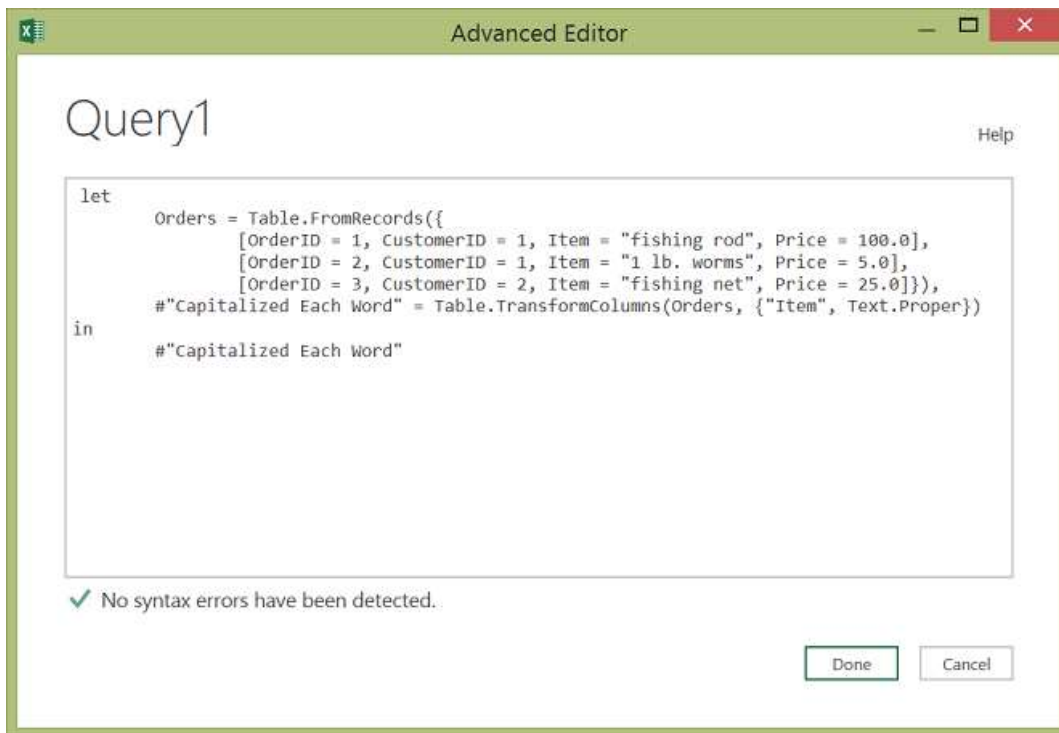 Advanced Editor
Query1
Help
let
Orders = Table.FromRecords({
[OrderID = 1, CustomerID = 1, Item = "fishing rod", Price = 100.0],
[OrderID = 2, CustomerID = 1, Item = "1 lb. worms", Price = 5.0],
[OrderID = 3, CustomerID = 2, Item = "fishing net", Price = 25.0]}),
#"Capitalized Each Word" = Table.TransformColumns(Orders, {"Item", Text.Proper})
in
#"Capitalized Each Word"
No syntax errors have been detected.
Done Cancel